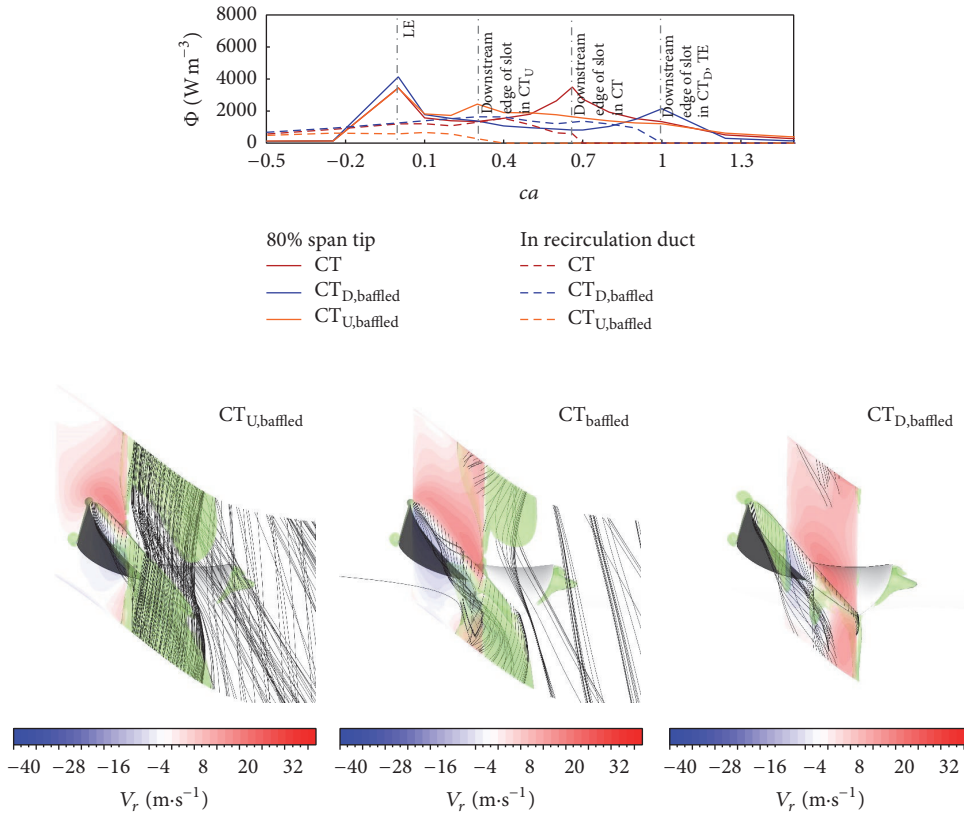 8000
6000
4000
2000
0
Φ (W m⁻³)
LE
Downstream
edge of slot
in CT_U
Downstream
edge of slot
in CT
Downstream
edge of slot
in CT_D, TE
−0.5 −0.2 0.1 0.4 0.7 1 1.3
ca
80% span tip In recirculation duct
CT CT
CT_D,baffled CT_D,baffled
CT_U,baffled CT_U,baffled
CT_U,baffled CT_baffled CT_D,baffled
−40 −28 −16 −4 8 20 32 −40 −28 −16 −4 8 20 32 −40 −28 −16 −4 8 20 32
V_r (m·s⁻¹) V_r (m·s⁻¹) V_r (m·s⁻¹)